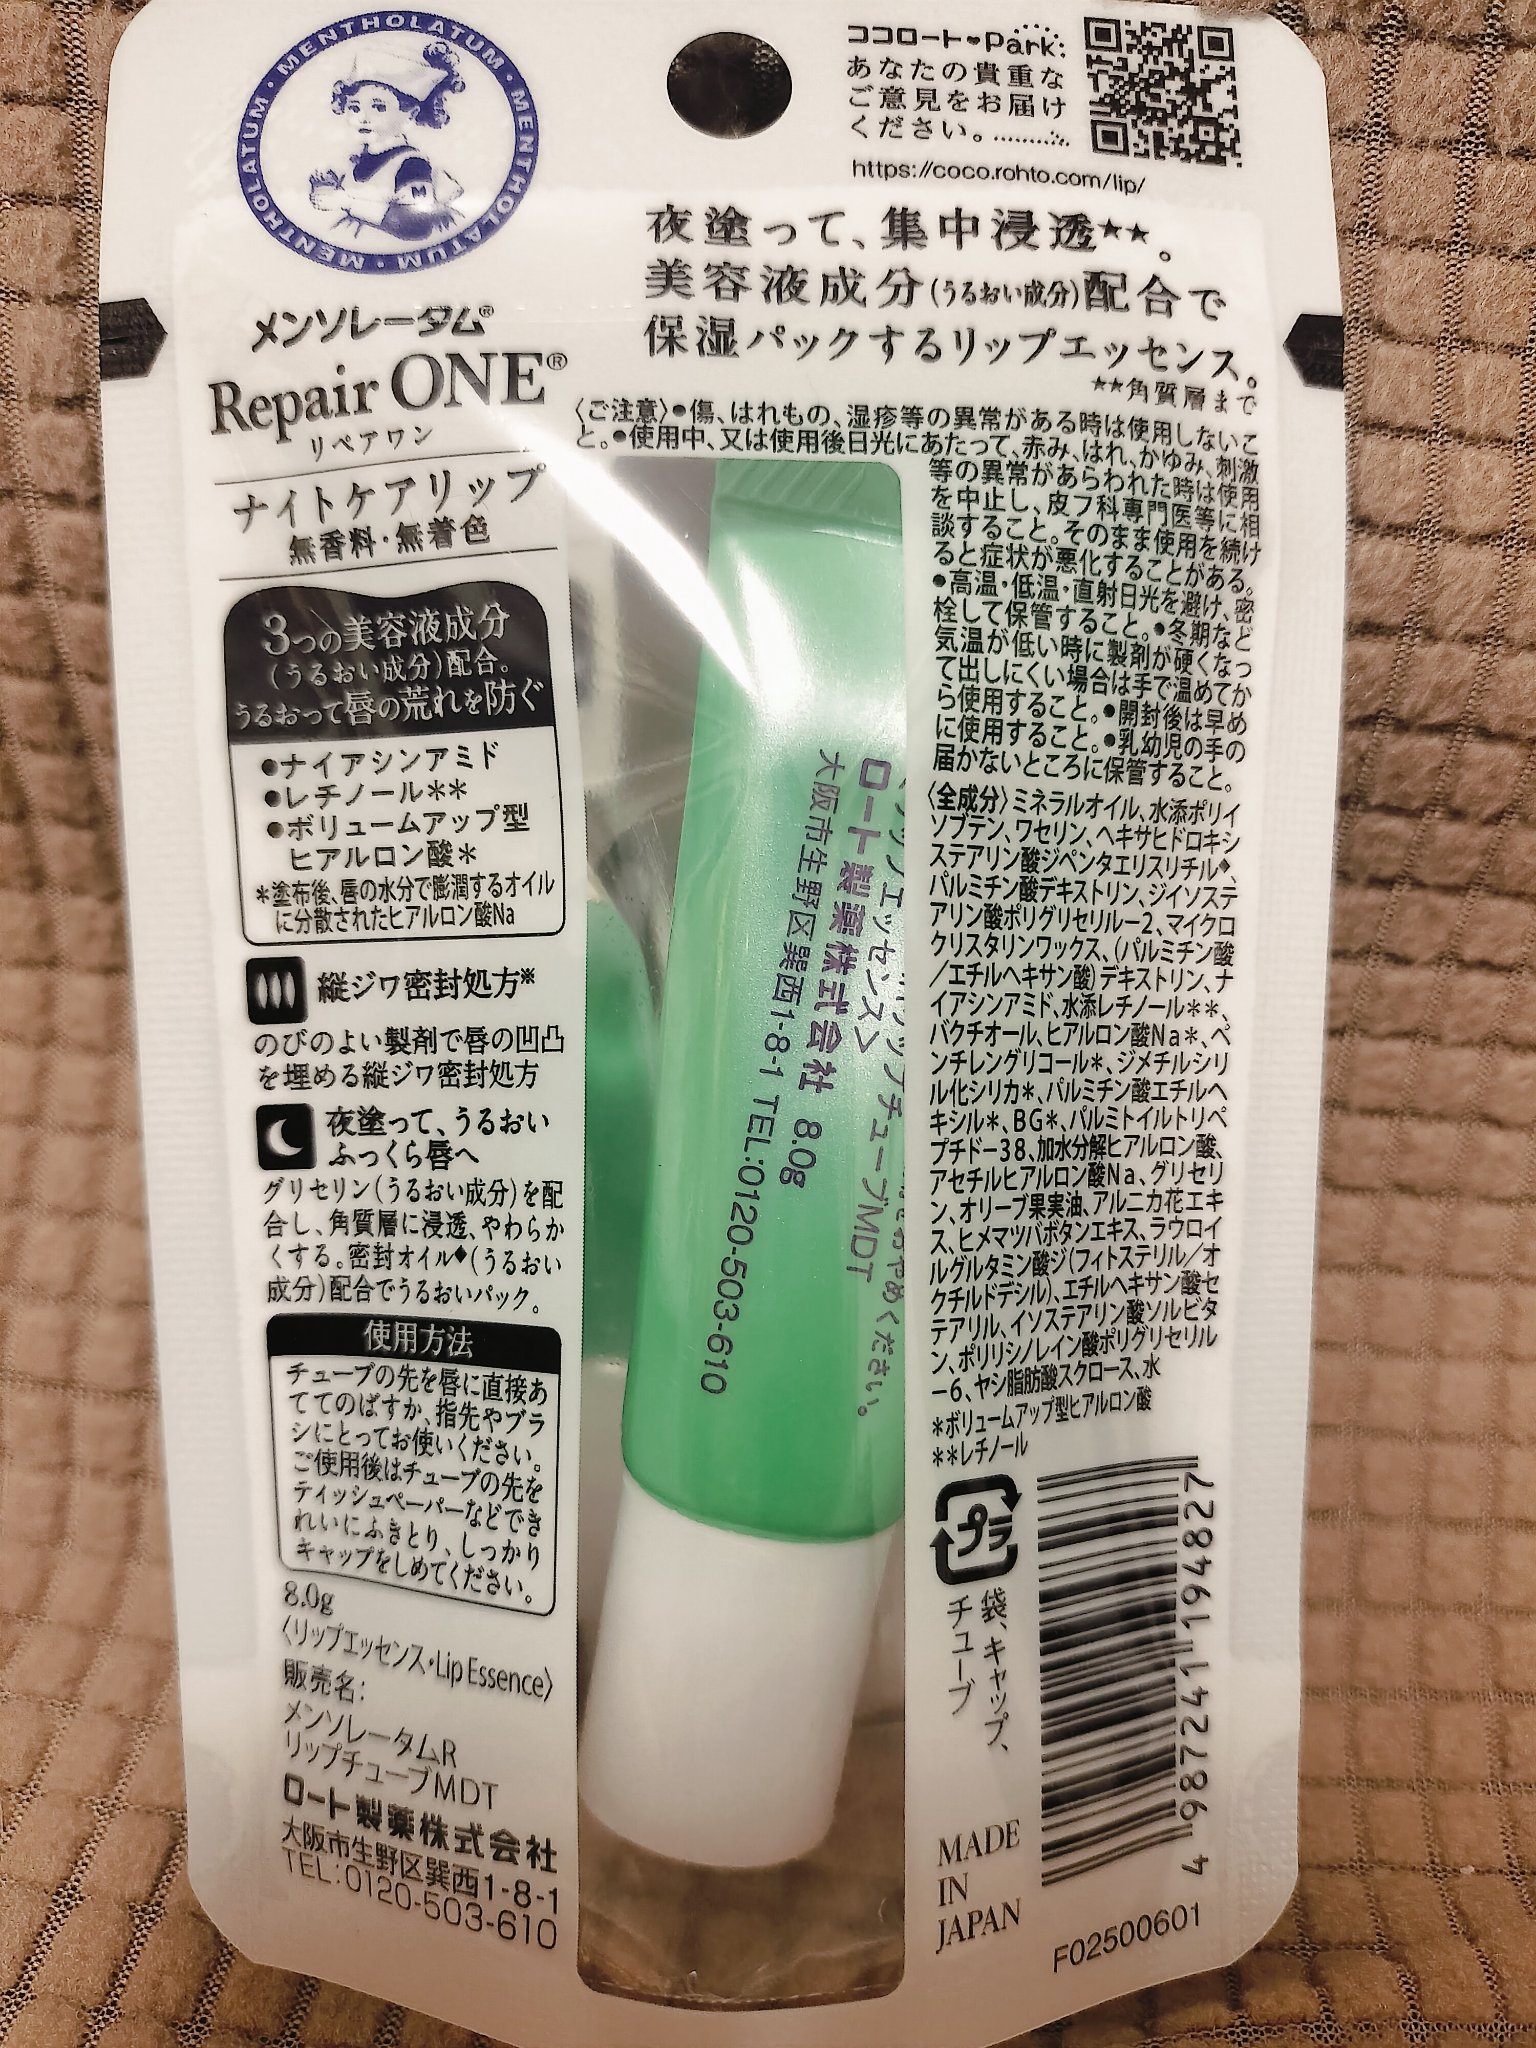 MENTHOLATUM・MENTHOLATUM・MENTHOLATUM・MENTHOLATUM・
メンソレータム®
Repair ONE®
リペアワン
ナイトケアリップ
無香料・無着色
3つの美容液成分
(うるおい成分)配合。
うるおって唇の荒れを防ぐ
●ナイアシンアミド
●レチノール＊＊
●ボリュームアップ型
ヒアルロン酸＊
＊塗布後、唇の水分で膨潤するオイル
に分散されたヒアルロン酸Na
縦ジワ密封処方※
のびのよい製剤で唇の凹凸
を埋める縦ジワ密封処方
夜塗って、うるおい
ふっくら唇へ
グリセリン(うるおい成分)を配
合し、角質層に浸透、やわらか
くする。密封オイル◆(うるおい
成分)配合でうるおいパック。
使用方法
チューブの先を唇に直接あ
ててのばすか、指先やブラ
シにとってお使いください。
ご使用後はチューブの先を
ティッシュペーパーなどでき
れいにふきとり、しっかり
キャップをしめてください。
8.0g
〈リップエッセンス・Lip Essence〉
販売名：
メンソレータムR
リップチューブMDT
ロート製薬株式会社
大阪市生野区巽西1-8-1
TEL：0120-503-610
ココロート♥Park：
あなたの貴重な
ご意見をお届け
ください。
https://coco.rohto.com/lip/
夜塗って、集中浸透★★。
美容液成分(うるおい成分)配合で
保湿パックするリップエッセンス。
★★角質層まで
〈ご注意〉●傷、はれもの、湿疹等の異常がある時は使用しないこ
と。●使用中、又は使用後日光にあたって、赤み、はれ、かゆみ、刺激
等の異常があらわれた時は使用
を中止し、皮フ科専門医等に相
談すること。そのまま使用を続け
ると症状が悪化することがある。
●高温・低温・直射日光を避け、密
栓して保管すること。●冬期など
気温が低い時に製剤が硬くなっ
て出しにくい場合は手で温めてか
ら使用すること。●開封後は早め
に使用すること。●乳幼児の手の
届かないところに保管すること。
〈全成分〉ミネラルオイル、水添ポリイ
ソブテン、ワセリン、ヘキサヒドロキシ
ステアリン酸ジペンタエリスリチル◆、
パルミチン酸デキストリン、ジイソステ
アリン酸ポリグリセリルー2、マイクロ
クリスタリンワックス、(パルミチン酸
／エチルヘキサン酸)デキストリン、ナ
イアシンアミド、水添レチノール＊＊、
バクチオール、ヒアルロン酸Na＊、ペ
ンチレングリコール＊、ジメチルシリ
ル化シリカ＊、パルミチン酸エチルヘ
キシル＊、BG＊、パルミトイルトリペ
プチドー38、加水分解ヒアルロン酸、
アセチルヒアルロン酸Na、グリセリ
ン、オリーブ果実油、アルニカ花エキ
ス、ヒメマツバボタンエキス、ラウロイ
ルグルタミン酸ジ(フィトステリル／オ
クチルドデシル)、エチルヘキサン酸セ
テアリル、イソステアリン酸ソルビタ
ン、ポリリシノレイン酸ポリグリセリル
ー6、ヤシ脂肪酸スクロース、水
＊ボリュームアップ型ヒアルロン酸
＊＊レチノール
プラ
袋、キャップ、
チューブ
MADE
IN
JAPAN
4 987241 194827
F02500601
おやめください。
チューブMDT
エッセンス〉
ロート製薬株式会社 8.0g
大阪市生野区巽西1-8-1 TEL:0120-503-610